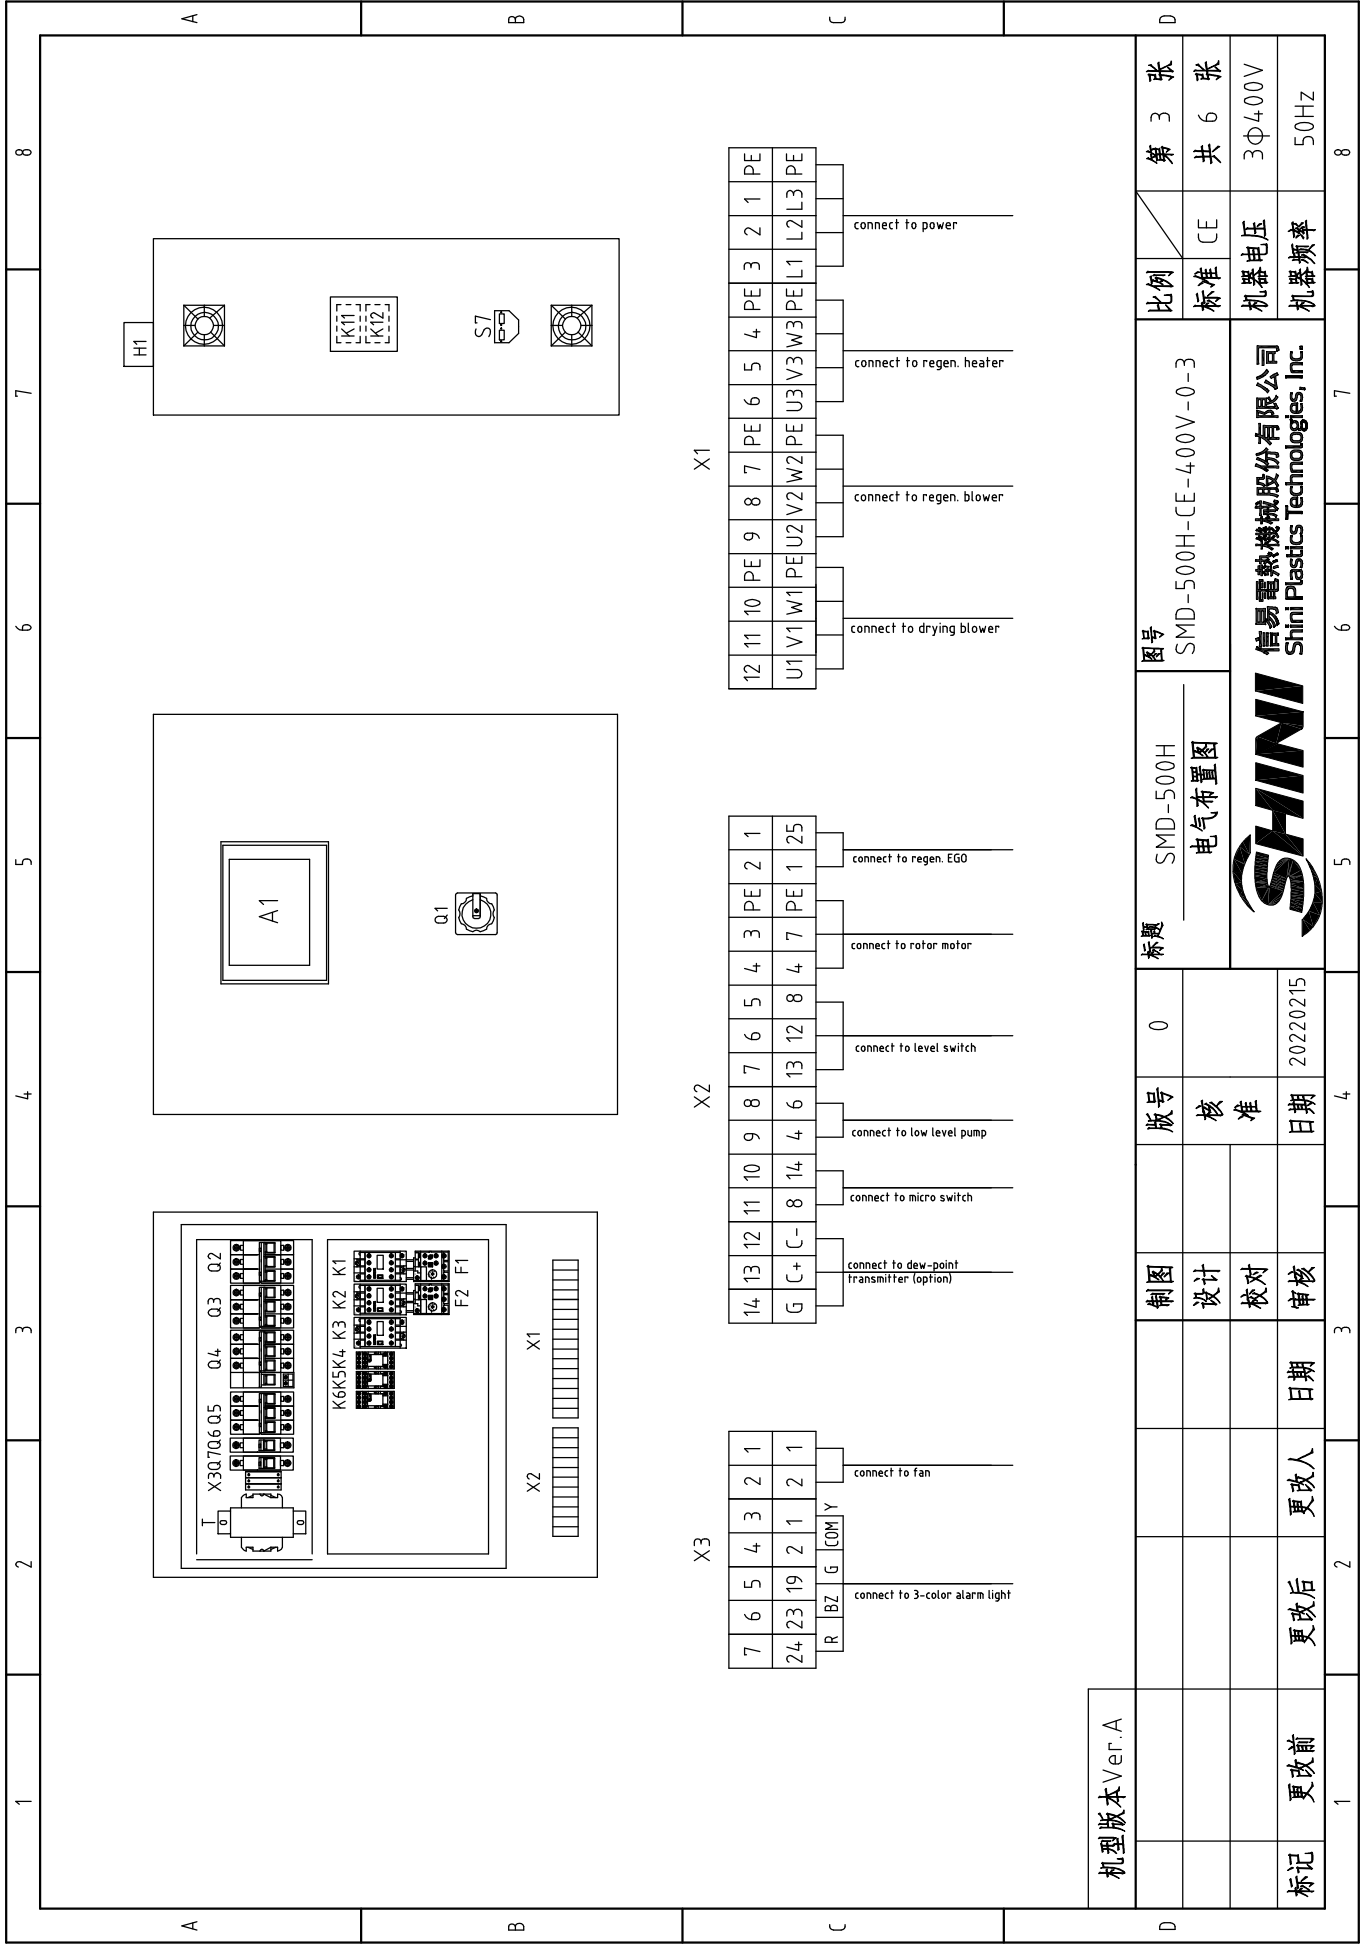 1 2 3 4 5 6 7 8
A
B
C
D
T X3 Q7 Q6 Q5 Q4 Q3 Q2
K6 K5 K4 K3 K2 K1
F2 F1
X2 X1
A1
Q1
H1
K11
K12
S7
X3
7 6 5 4 3 2 1
24 23 19 2 1 2 1
R BZ G COM Y
connect to 3-color alarm light
connect to fan
X2
14 13 12 11 10 9 8 7 6 5 4 3 PE 2 1
G C+ C- 8 14 4 6 13 12 8 4 7 PE 1 25
connect to dew-point
transmitter (option)
connect to micro switch
connect to low level pump
connect to level switch
connect to rotor motor
connect to regen. EGO
X1
12 11 10 PE 9 8 7 PE 6 5 4 PE 3 2 1 PE
U1 V1 W1 PE U2 V2 W2 PE U3 V3 W3 PE L1 L2 L3 PE
connect to drying blower
connect to regen. blower
connect to regen. heater
connect to power
机型版本Ver.A
标记 更改前 更改后 更改人 日期
制图
设计
校对
审核
版号 0
核
准
日期 20220215
标题
SMD-500H
电气布置图
图号
SMD-500H-CE-400V-0-3
SHINI
信易電熱機械股份有限公司
Shini Plastics Technologies, Inc.
比例 第 3 张
标准 CE 共 6 张
机器电压 3Φ400V
机器频率 50Hz
A
B
C
D
1 2 3 4 5 6 7 8